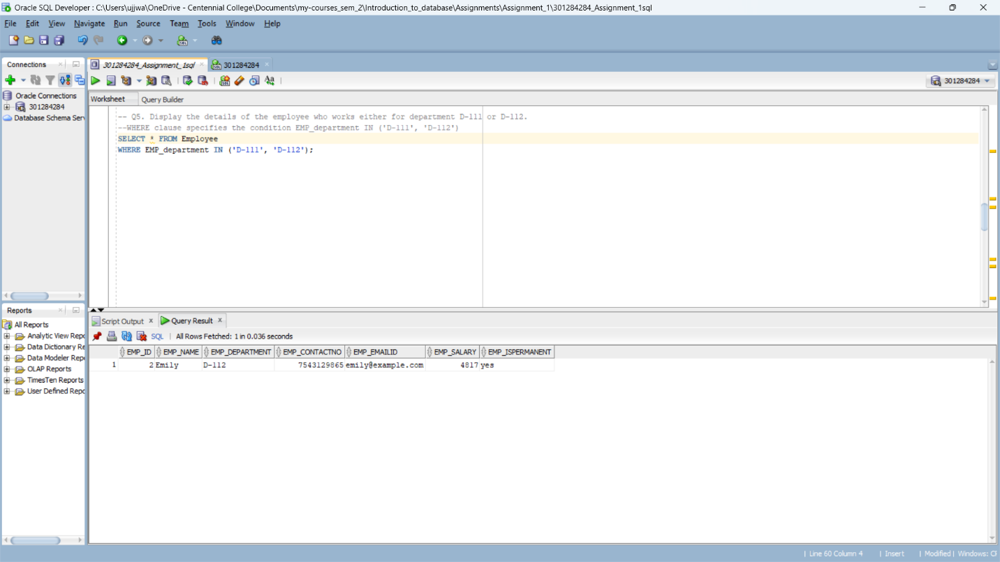 Oracle SQL Developer : C:\Users\ujjwa\OneDrive - Centennial College\Documents\my-courses_sem_2\Introduction_to_database\Assignments\Assignment_1\301284284_Assignment_1sql
File Edit View Navigate Run Source Team Tools Window Help
Connections
301284284_Assignment_1sql
301284284
301284284
Oracle Connections
301284284
Database Schema Serv
Worksheet Query Builder
-- Q5. Display the details of the employee who works either for department D-111 or D-112.
--WHERE clause specifies the condition EMP_department IN ('D-111', 'D-112')
SELECT * FROM Employee
WHERE EMP_department IN ('D-111', 'D-112');
Reports
All Reports
Analytic View Repo
Data Dictionary Re
Data Modeler Repo
OLAP Reports
TimesTen Reports
User Defined Repo
Script Output x Query Result x
SQL | All Rows Fetched: 1 in 0.036 seconds
EMP_ID EMP_NAME EMP_DEPARTMENT EMP_CONTACTNO EMP_EMAILID EMP_SALARY EMP_ISPERMANENT
1 2 Emily D-112 7543129865 emily@example.com 4817 yes
| Line 60 Column 4 | Insert | Modified | Windows: CR